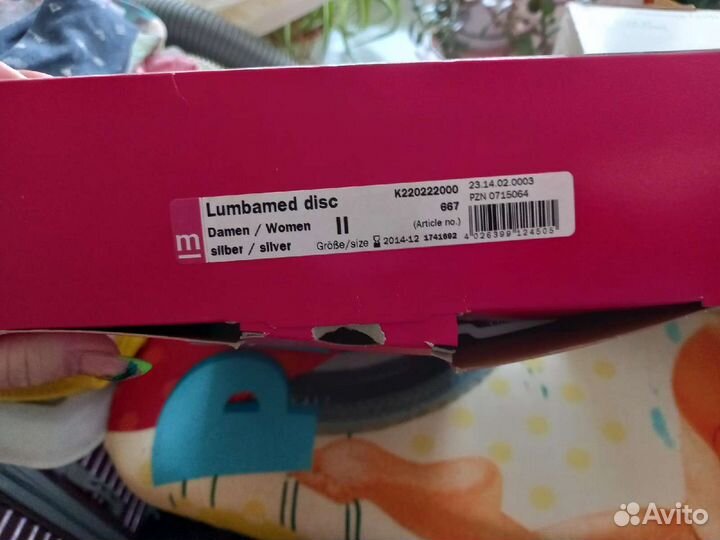 m
Lumbamed disc
Damen / Women II
silber / silver Größe/size 2014-12 1741692
K220222000
667
(Article no.)
23.14.02.0003
PZN 0715064
4 026399 124505
Avito